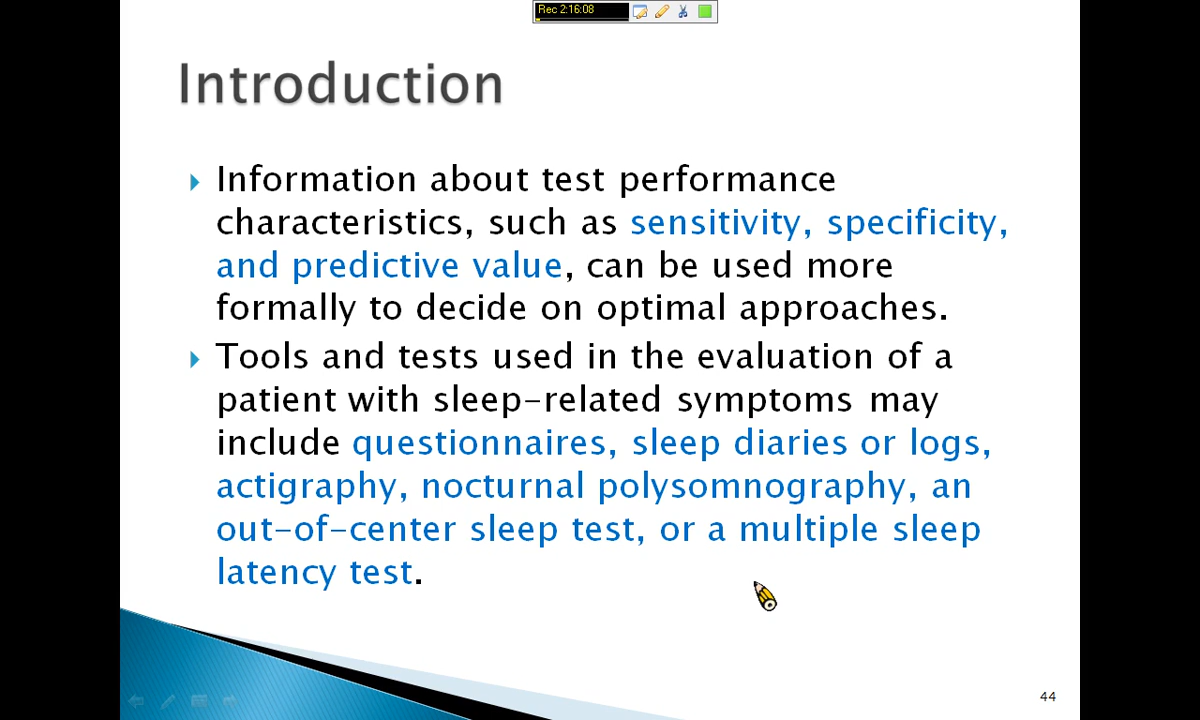 Rec 2:16:08
Introduction
Information about test performance
characteristics, such as sensitivity, specificity,
and predictive value, can be used more
formally to decide on optimal approaches.
Tools and tests used in the evaluation of a
patient with sleep-related symptoms may
include questionnaires, sleep diaries or logs,
actigraphy, nocturnal polysomnography, an
out-of-center sleep test, or a multiple sleep
latency test.
44